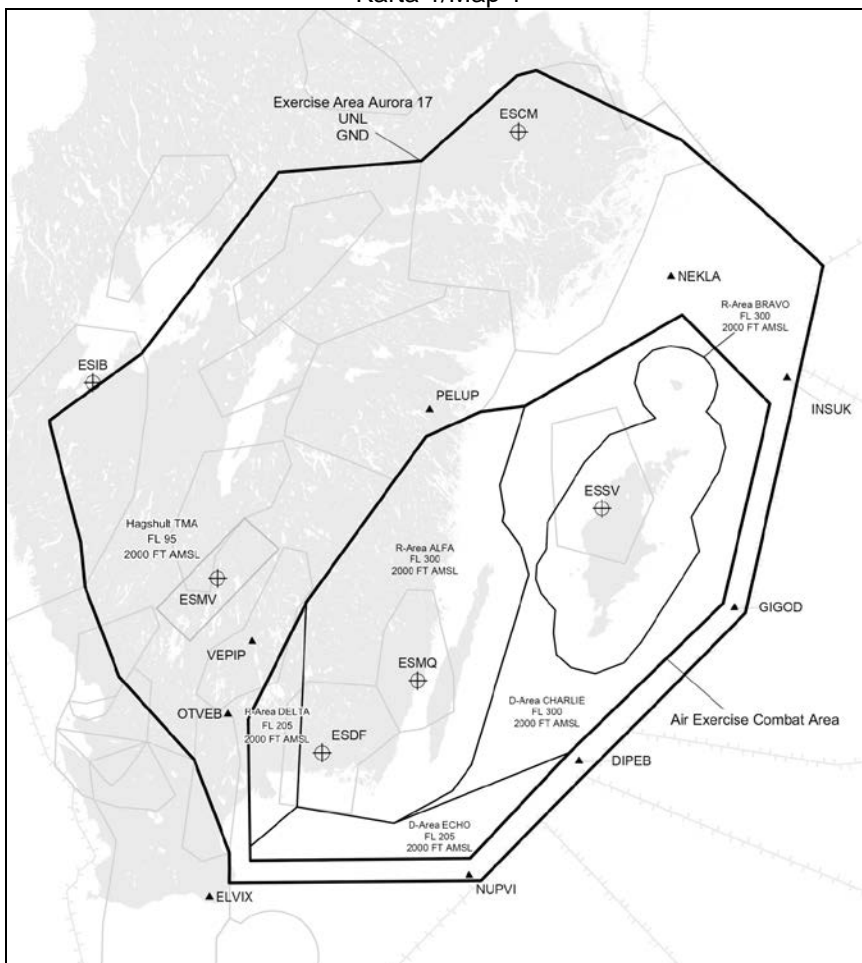 Karta 1/Map 1
Exercise Area Aurora 17
UNL
GND
ESCM
NEKLA
R-Area BRAVO
FL 300
2000 FT AMSL
ESIB
PELUP
INSUK
ESSV
Hagshult TMA
FL 95
2000 FT AMSL
R-Area ALFA
FL 300
2000 FT AMSL
ESMV
GIGOD
VEPIP
ESMQ
OTVEB
R-Area DELTA
FL 205
2000 FT AMSL
ESDF
D-Area CHARLIE
FL 300
2000 FT AMSL
Air Exercise Combat Area
DIPEB
D-Area ECHO
FL 205
2000 FT AMSL
ELVIX
NUPVI